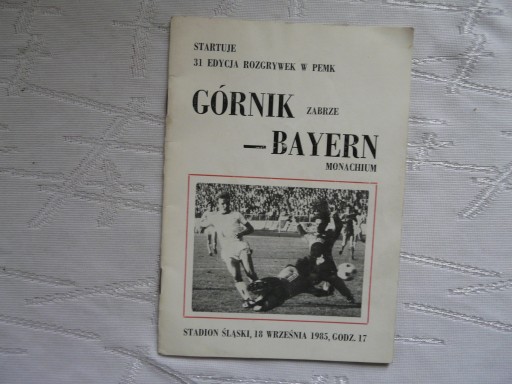 STARTUJE
31 EDYCJA ROZGRYWEK W PEMK
GÓRNIK ZABRZE
—BAYERN
MONACHIUM
STADION ŚLĄSKI, 18 WRZEŚNIA 1985, GODZ. 17